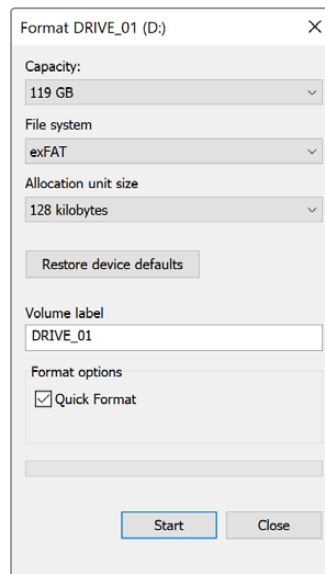 Format DRIVE_01 (D:)
Capacity:
119 GB
File system
exFAT
Allocation unit size
128 kilobytes
Restore device defaults
Volume label
DRIVE_01
Format options
Quick Format
Start Close